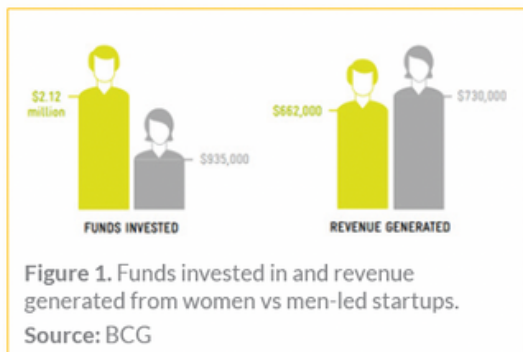 $2.12
million
$935,000
FUNDS INVESTED
$662,000
$730,000
REVENUE GENERATED
Figure 1. Funds invested in and revenue
generated from women vs men-led startups.
Source: BCG